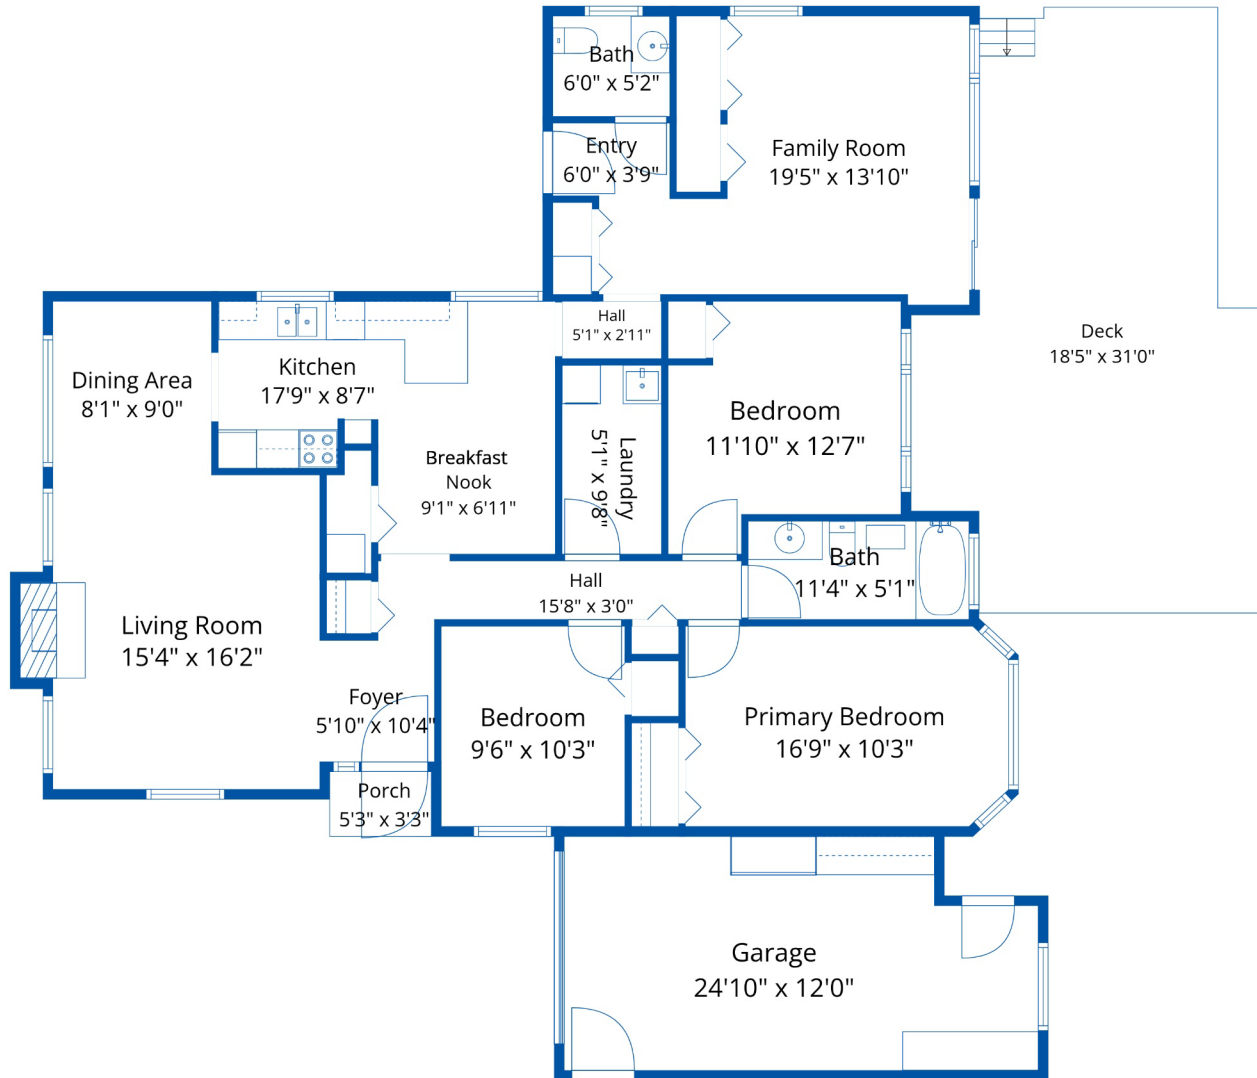 Bath
6'0" x 5'2"
Entry
6'0" x 3'9"
Family Room
19'5" x 13'10"
Hall
5'1" x 2'11"
Deck
18'5" x 31'0"
Dining Area
8'1" x 9'0"
Kitchen
17'9" x 8'7"
Breakfast
Nook
9'1" x 6'11"
Laundry
5'1" x 9'8"
Bedroom
11'10" x 12'7"
Bath
11'4" x 5'1"
Hall
15'8" x 3'0"
Living Room
15'4" x 16'2"
Foyer
5'10" x 10'4"
Porch
5'3" x 3'3"
Bedroom
9'6" x 10'3"
Primary Bedroom
16'9" x 10'3"
Garage
24'10" x 12'0"